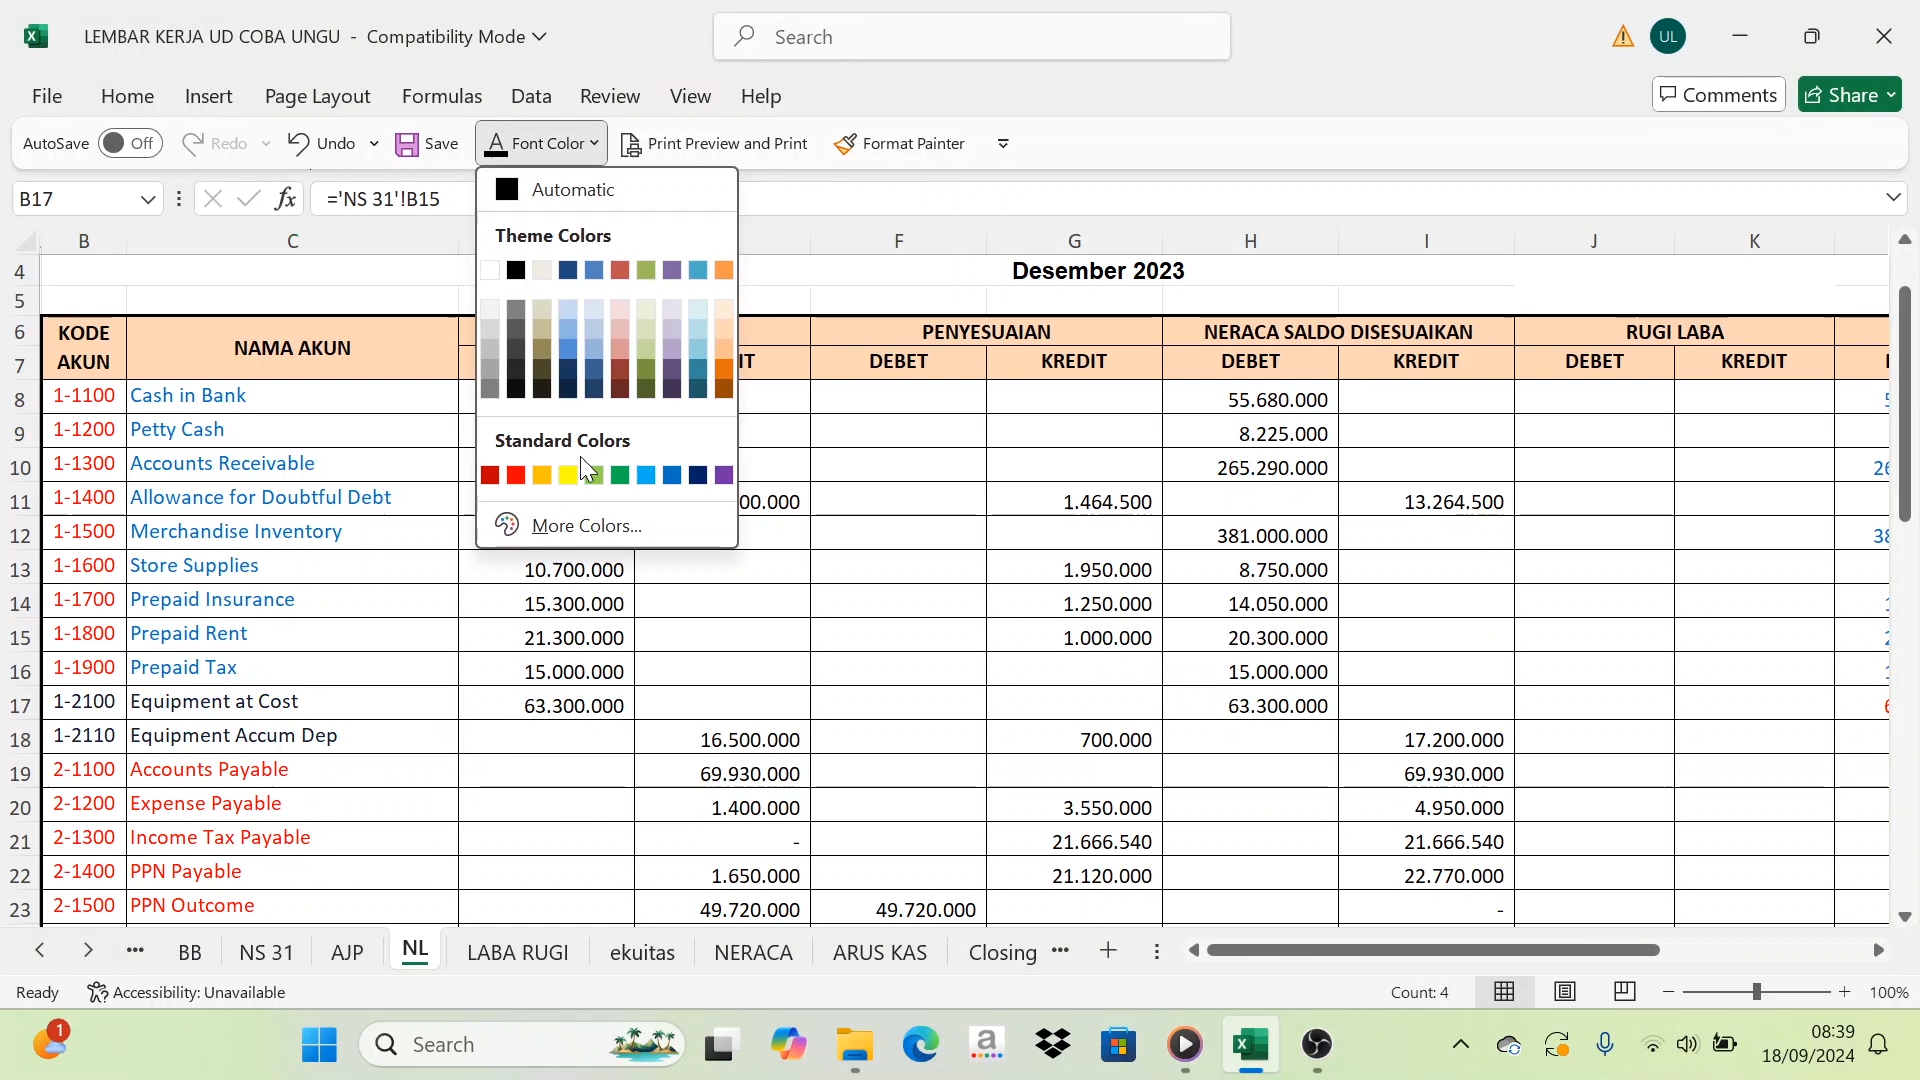 LEMBAR KERJA UD COBA UNGU - Compatibility Mode
Search
UL
File Home Insert Page Layout Formulas Data Review View Help
Comments Share
AutoSave Off Redo Undo Save A Font Color Print Preview and Print Format Painter
B17 fx ='NS 31'!B15
Automatic
Theme Colors
Standard Colors
More Colors...
B C F G H I J K
4 Desember 2023
5
6 KODE NAMA AKUN PENYESUAIAN NERACA SALDO DISESUAIKAN RUGI LABA
7 AKUN IT DEBET KREDIT DEBET KREDIT DEBET KREDIT
8 1-1100 Cash in Bank 55.680.000
9 1-1200 Petty Cash 8.225.000
10 1-1300 Accounts Receivable 265.290.000 26
11 1-1400 Allowance for Doubtful Debt 00.000 1.464.500 13.264.500
12 1-1500 Merchandise Inventory 381.000.000 38
13 1-1600 Store Supplies 10.700.000 1.950.000 8.750.000
14 1-1700 Prepaid Insurance 15.300.000 1.250.000 14.050.000
15 1-1800 Prepaid Rent 21.300.000 1.000.000 20.300.000
16 1-1900 Prepaid Tax 15.000.000 15.000.000
17 1-2100 Equipment at Cost 63.300.000 63.300.000
18 1-2110 Equipment Accum Dep 16.500.000 700.000 17.200.000
19 2-1100 Accounts Payable 69.930.000 69.930.000
20 2-1200 Expense Payable 1.400.000 3.550.000 4.950.000
21 2-1300 Income Tax Payable - 21.666.540 21.666.540
22 2-1400 PPN Payable 1.650.000 21.120.000 22.770.000
23 2-1500 PPN Outcome 49.720.000 49.720.000 -
BB NS 31 AJP NL LABA RUGI ekuitas NERACA ARUS KAS Closing
Ready Accessibility: Unavailable Count: 4 100%
1 Search 08:39
18/09/2024